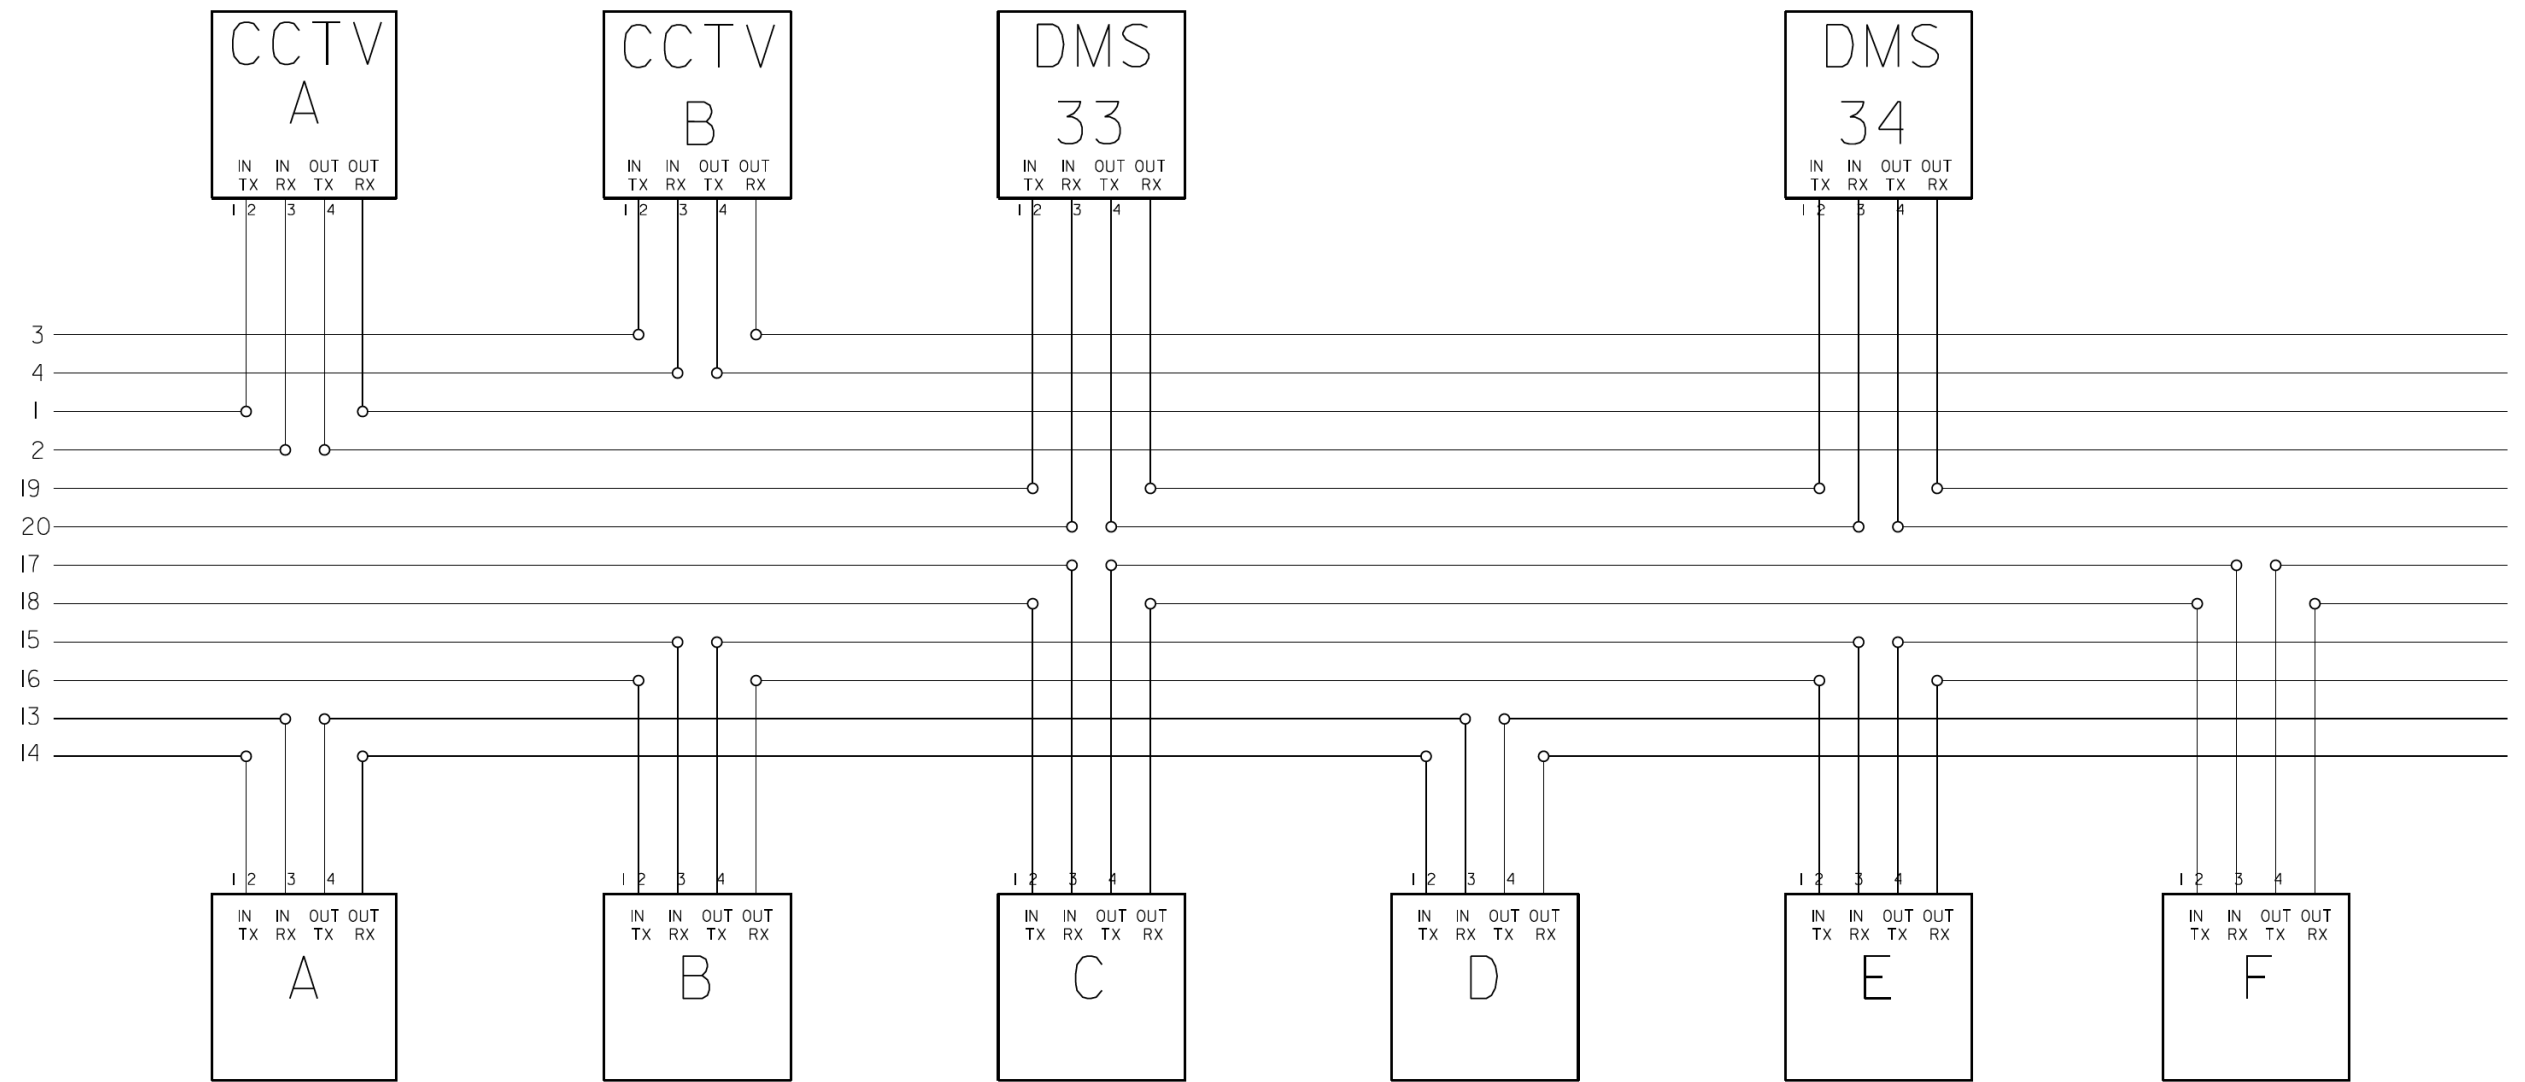 CCTV CCTV DMS DMS
A B 33 34
IN IN OUT OUT IN IN OUT OUT IN IN OUT OUT IN IN OUT OUT
TX RX TX RX TX RX TX RX TX RX TX RX TX RX TX RX
1 2 3 4 1 2 3 4 1 2 3 4 1 2 3 4
3
4
1
2
19
20
17
18
15
16
13
14
1 2 3 4 1 2 3 4 1 2 3 4 1 2 3 4 1 2 3 4 1 2 3 4
IN IN OUT OUT IN IN OUT OUT IN IN OUT OUT IN IN OUT OUT IN IN OUT OUT IN IN OUT OUT
TX RX TX RX TX RX TX RX TX RX TX RX TX RX TX RX TX RX TX RX TX RX TX RX
A B C D E F